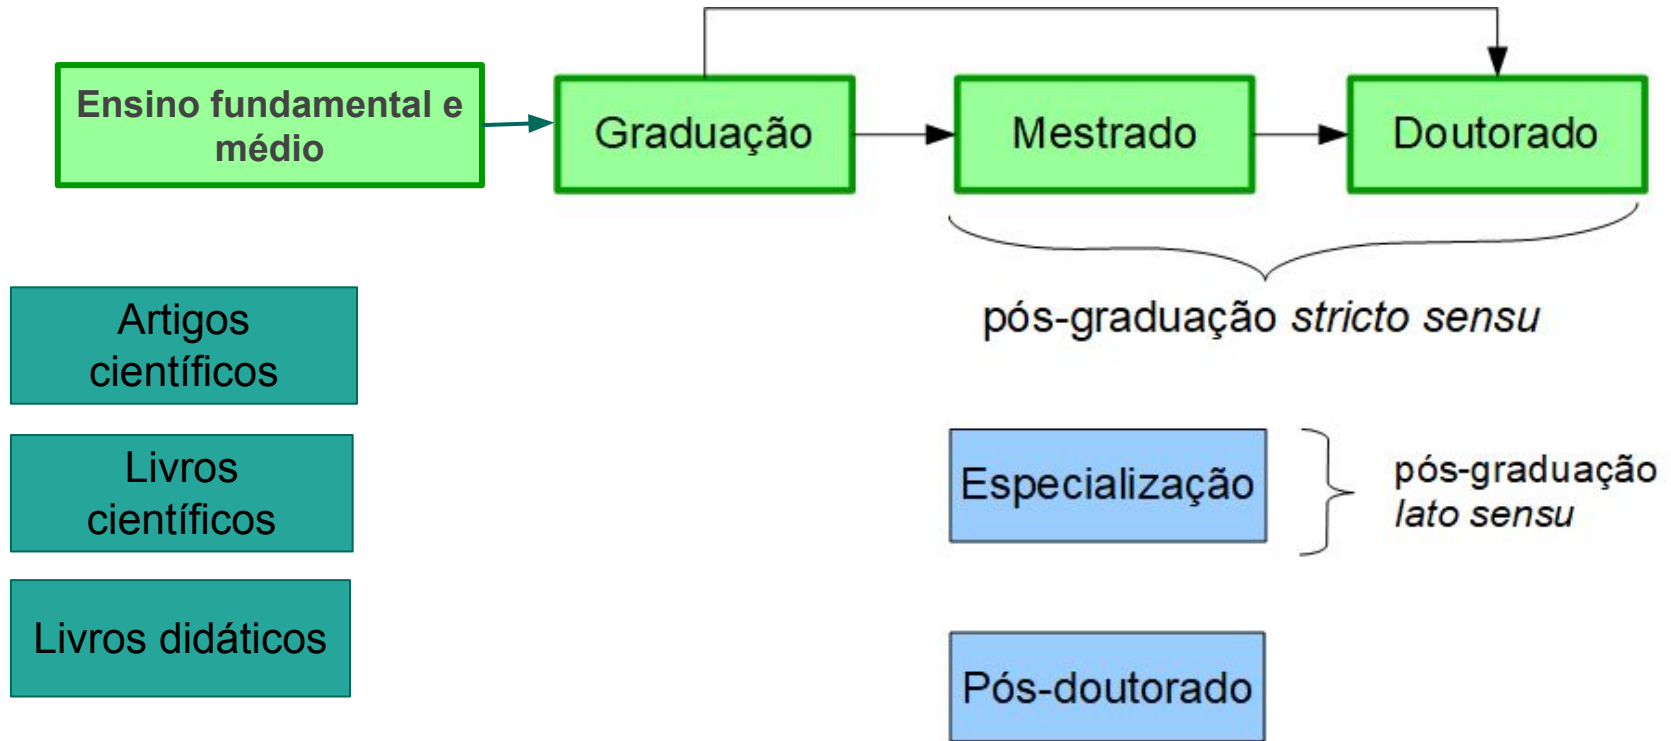 Ensino fundamental e
médio
Graduação
Mestrado
Doutorado
pós-graduação stricto sensu
Artigos
científicos
Livros
científicos
Livros didáticos
Especialização
pós-graduação
lato sensu
Pós-doutorado